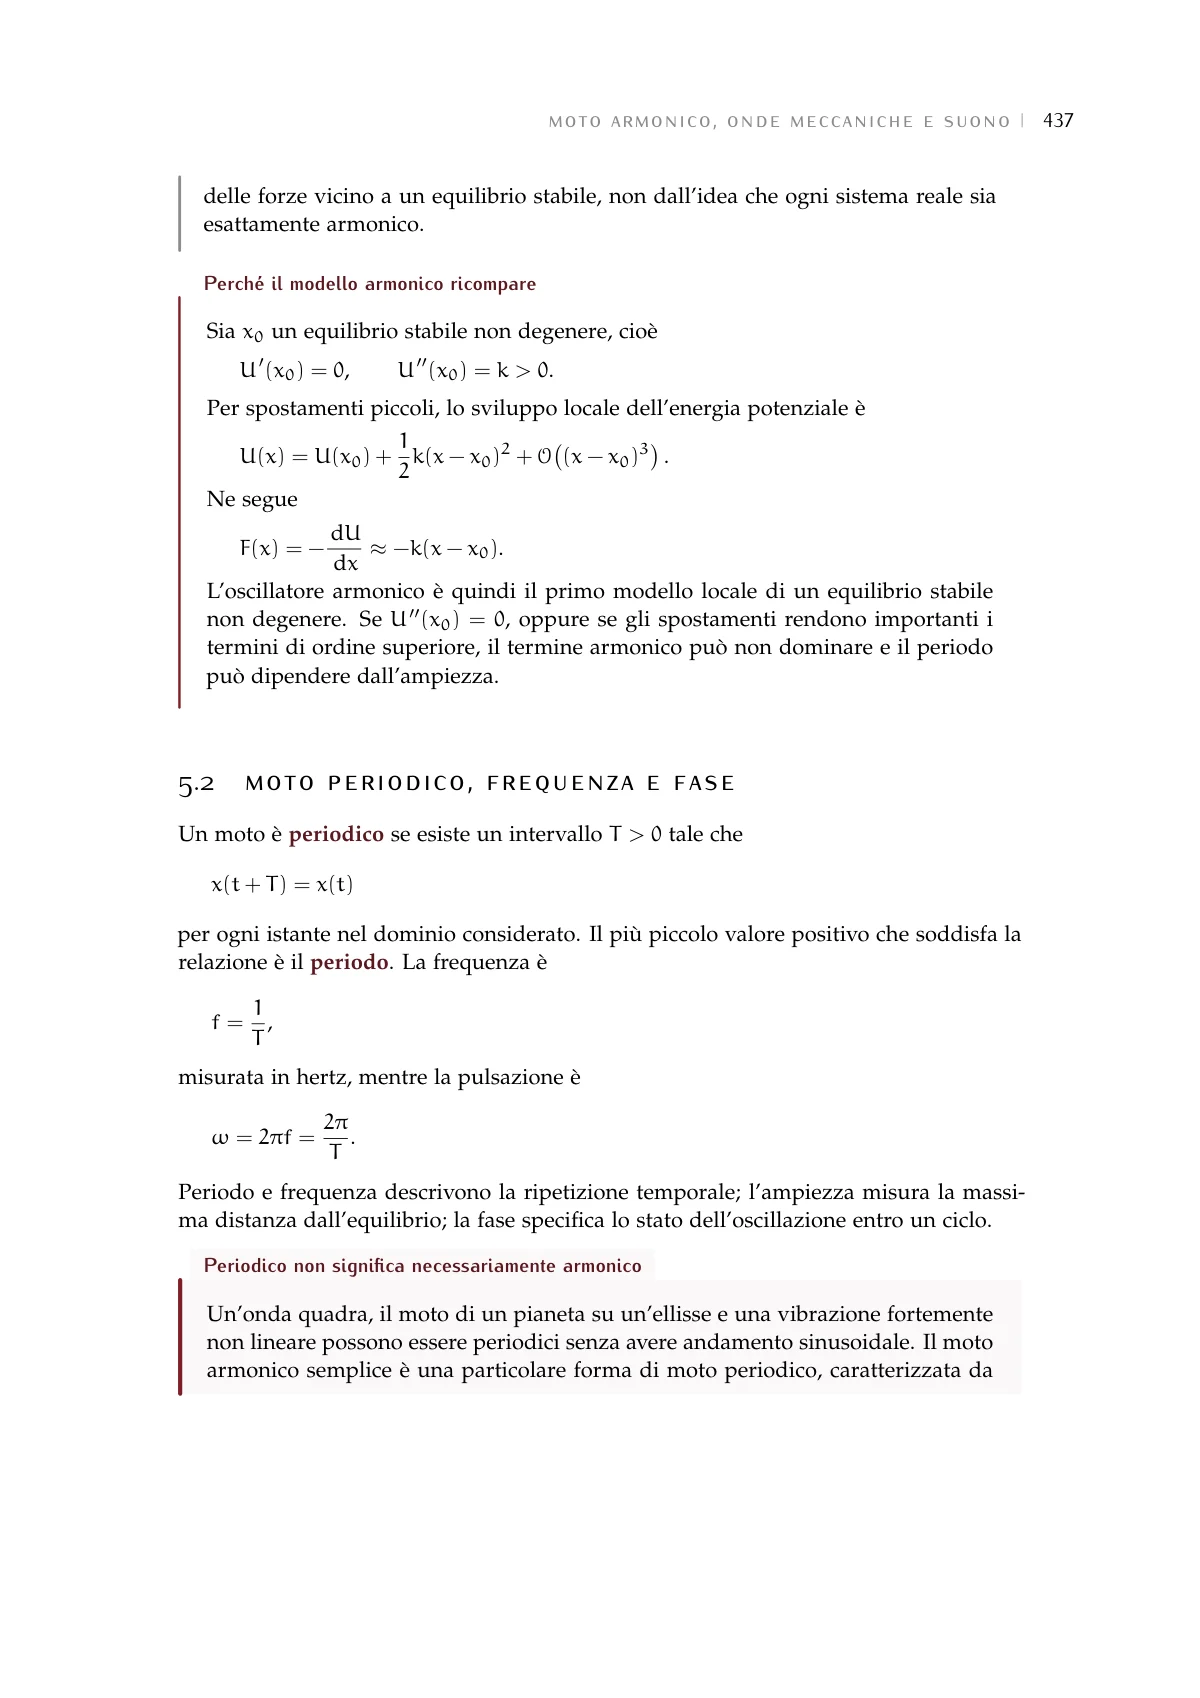 MOTO ARMONICO, ONDE MECCANICHE E SUONO | 437
delle forze vicino a un equilibrio stabile, non dall'idea che ogni sistema reale sia
esattamente armonico.
Perché il modello armonico ricompare
Sia x₀ un equilibrio stabile non degenere, cioè
U′(x₀) = 0, U″(x₀) = k > 0.
Per spostamenti piccoli, lo sviluppo locale dell'energia potenziale è
U(x) = U(x₀) + 1/2 k(x − x₀)² + O((x − x₀)³).
Ne segue
F(x) = − dU/dx ≈ −k(x − x₀).
L'oscillatore armonico è quindi il primo modello locale di un equilibrio stabile
non degenere. Se U″(x₀) = 0, oppure se gli spostamenti rendono importanti i
termini di ordine superiore, il termine armonico può non dominare e il periodo
può dipendere dall'ampiezza.
5.2 MOTO PERIODICO, FREQUENZA E FASE
Un moto è periodico se esiste un intervallo T > 0 tale che
x(t + T) = x(t)
per ogni istante nel dominio considerato. Il più piccolo valore positivo che soddisfa la
relazione è il periodo. La frequenza è
f = 1/T,
misurata in hertz, mentre la pulsazione è
ω = 2πf = 2π/T.
Periodo e frequenza descrivono la ripetizione temporale; l'ampiezza misura la massi-
ma distanza dall'equilibrio; la fase specifica lo stato dell'oscillazione entro un ciclo.
Periodico non significa necessariamente armonico
Un'onda quadra, il moto di un pianeta su un'ellisse e una vibrazione fortemente
non lineare possono essere periodici senza avere andamento sinusoidale. Il moto
armonico semplice è una particolare forma di moto periodico, caratterizzata da